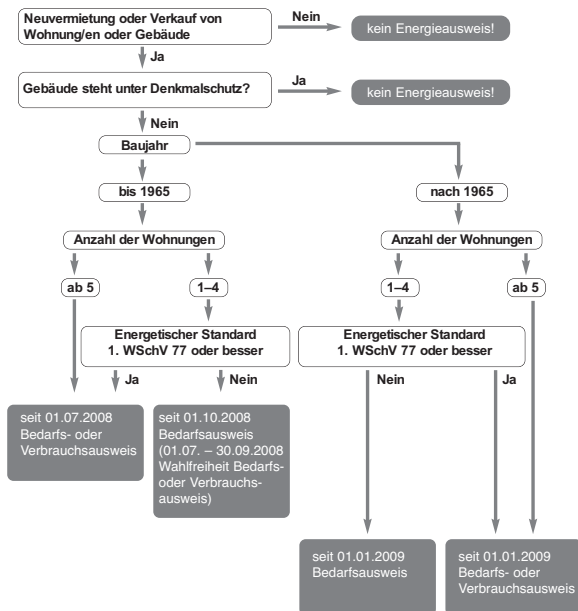 Neuvermietung oder Verkauf von
Wohnung/en oder Gebäude
Nein
kein Energieausweis!
Ja
Gebäude steht unter Denkmalschutz?
Ja
kein Energieausweis!
Nein
Baujahr
bis 1965
nach 1965
Anzahl der Wohnungen
Anzahl der Wohnungen
ab 5
1–4
1–4
ab 5
Energetischer Standard
1. WSchV 77 oder besser
Energetischer Standard
1. WSchV 77 oder besser
Ja
Nein
Nein
Ja
seit 01.07.2008
Bedarfs- oder
Verbrauchsausweis
seit 01.10.2008
Bedarfsausweis
(01.07. – 30.09.2008
Wahlfreiheit Bedarfs-
oder Verbrauchs-
ausweis)
seit 01.01.2009
Bedarfsausweis
seit 01.01.2009
Bedarfs- oder
Verbrauchsausweis